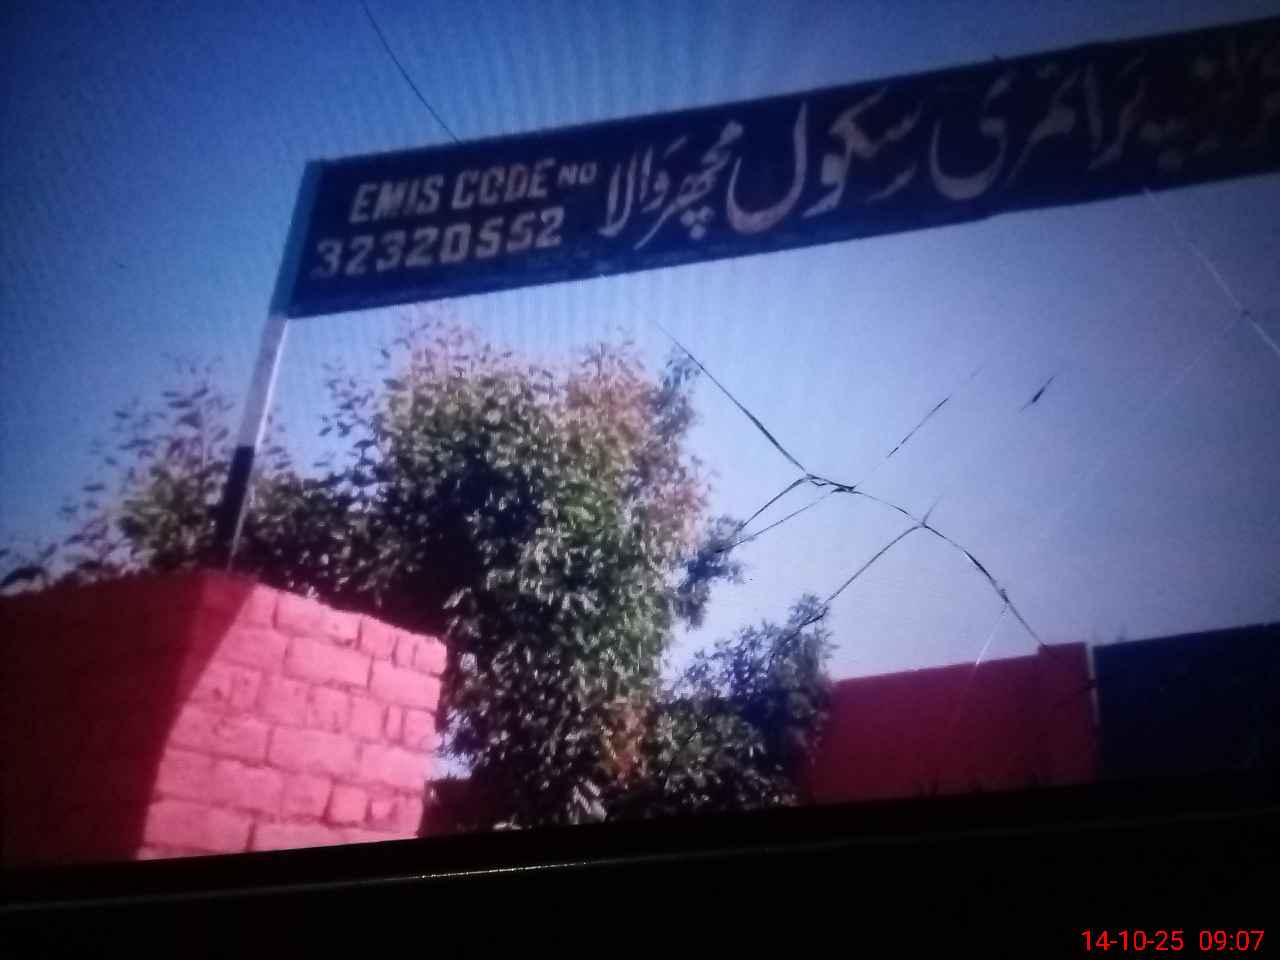 پرائمری سکول مچھروالا
EMIS CODE NO
32320552
14-10-25 09:07